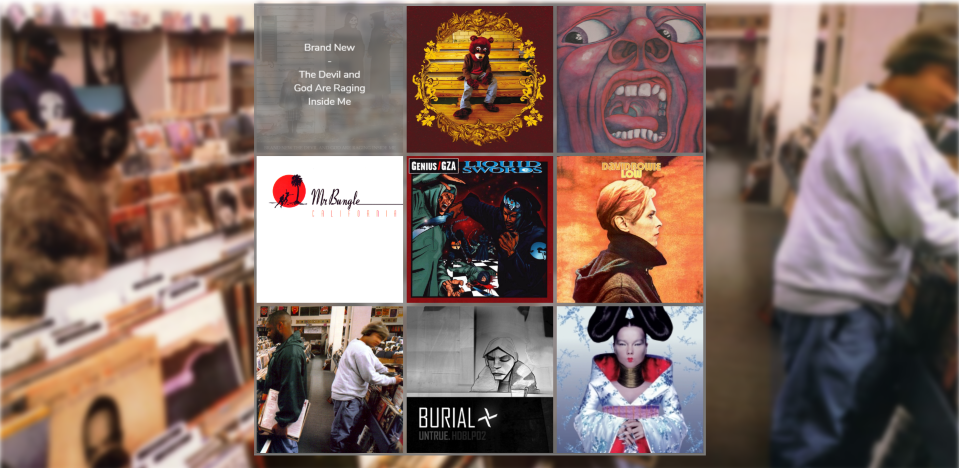 Brand New
-
The Devil and
God Are Raging
Inside Me
Mr. Bungle
CALIFORNIA
GENIUS/GZA
LIQUID
SWORDS
DAVID BOWIE
LOW
BURIAL
UNTRUE. HDBLP02